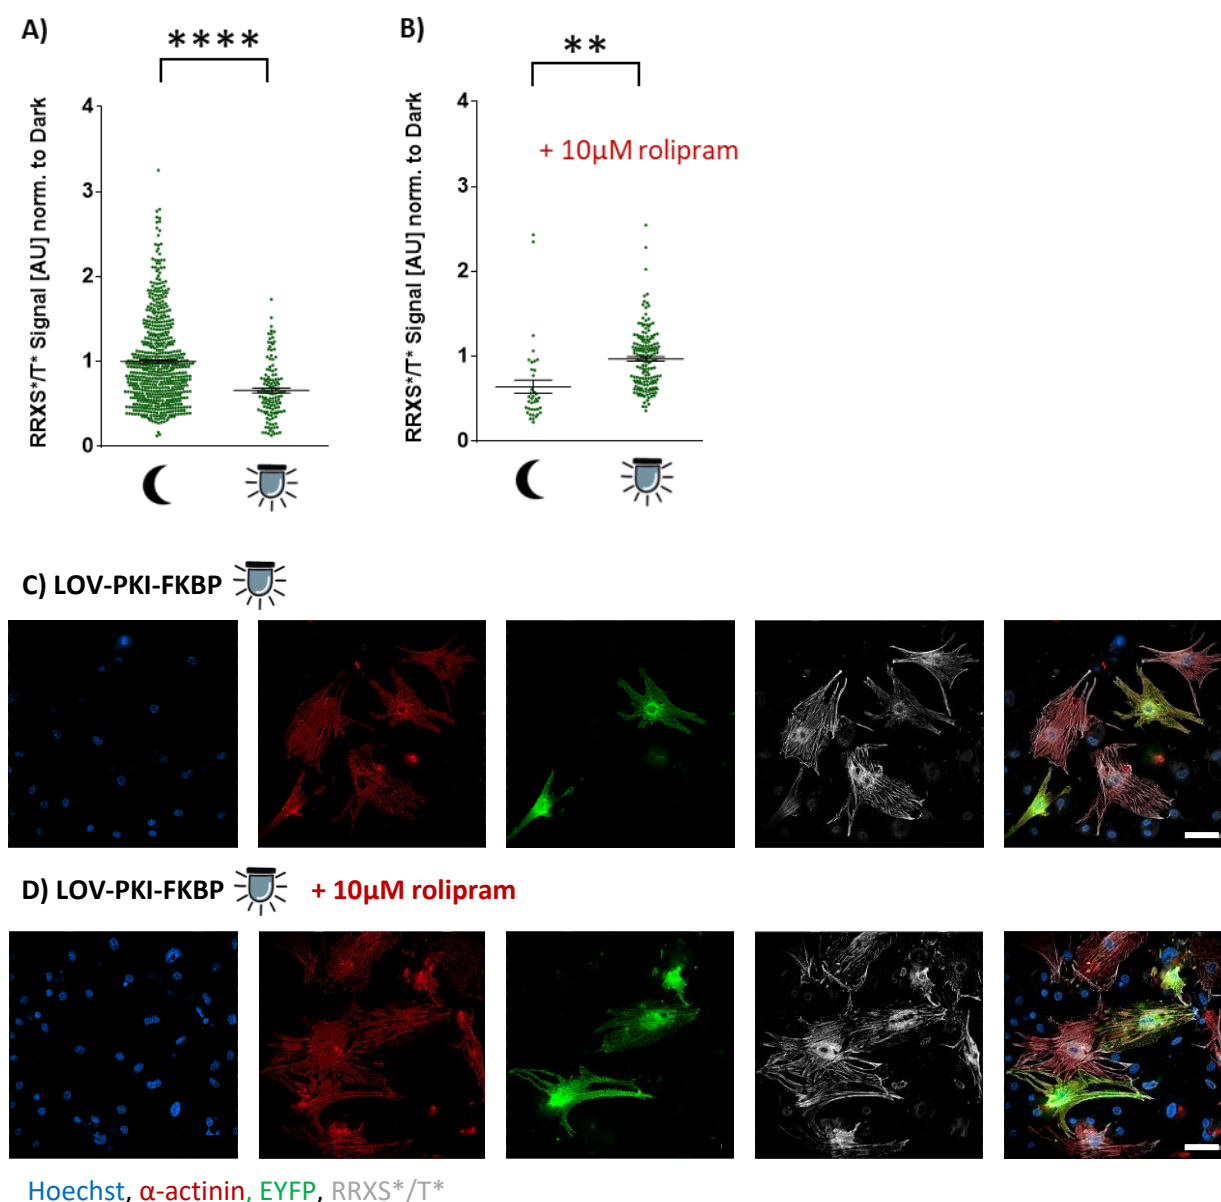 A)
B)
****
**
RRXS*/T* Signal [AU] norm. to Dark
4
3
2
1
0
RRXS*/T* Signal [AU] norm. to Dark
4
3
2
1
0
+ 10µM rolipram
C) LOV-PKI-FKBP
D) LOV-PKI-FKBP + 10µM rolipram
Hoechst, α-actinin, EYFP, RRXS*/T*